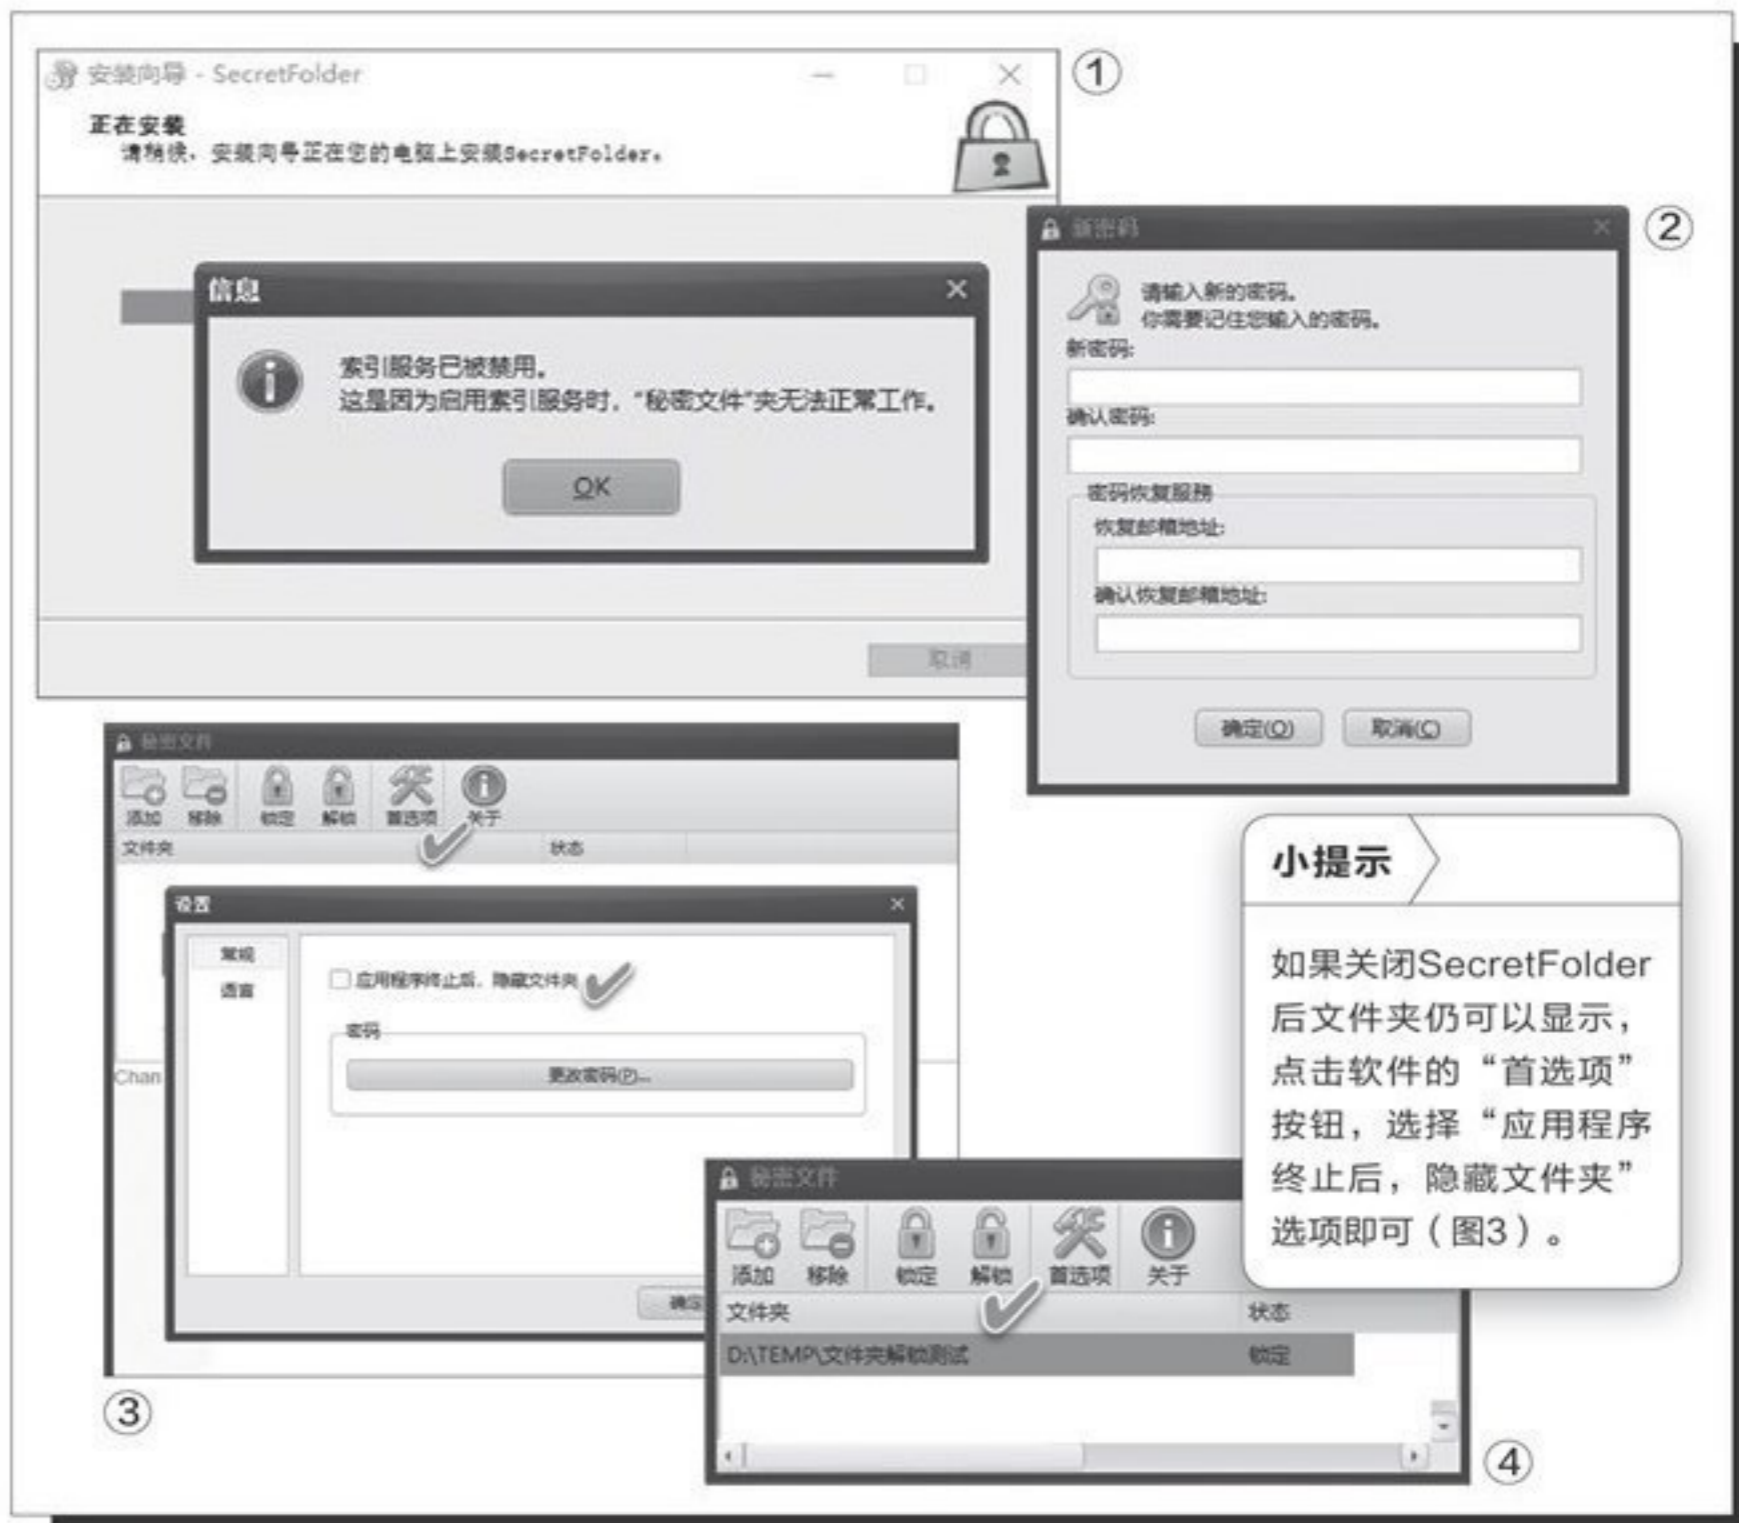 安装向导 - SecretFolder
正在安装
请稍候，安装向导正在您的电脑上安装SecretFolder。
信息
索引服务已被禁用。
这是因为启用索引服务时，“秘密文件”夹无法正常工作。
OK
取消
①
新密码
请输入新的密码。
你需要记住您输入的密码。
新密码:
确认密码:
密码恢复服務
恢复邮箱地址:
确认恢复邮箱地址:
确定(O)
取消(C)
②
秘密文件
添加 移除 锁定 解锁 首选项 关于
文件夹 状态
设置
常规
语言
应用程序终止后，隐藏文件夹
密码
更改密码(P)...
Chan
确定
③
秘密文件
添加 移除 锁定 解锁 首选项 关于
文件夹 状态
D:\TEMP\文件夹解锁测试 锁定
④
小提示
如果关闭SecretFolder
后文件夹仍可以显示，
点击软件的“首选项”
按钮，选择“应用程序
终止后，隐藏文件夹”
选项即可（图3）。